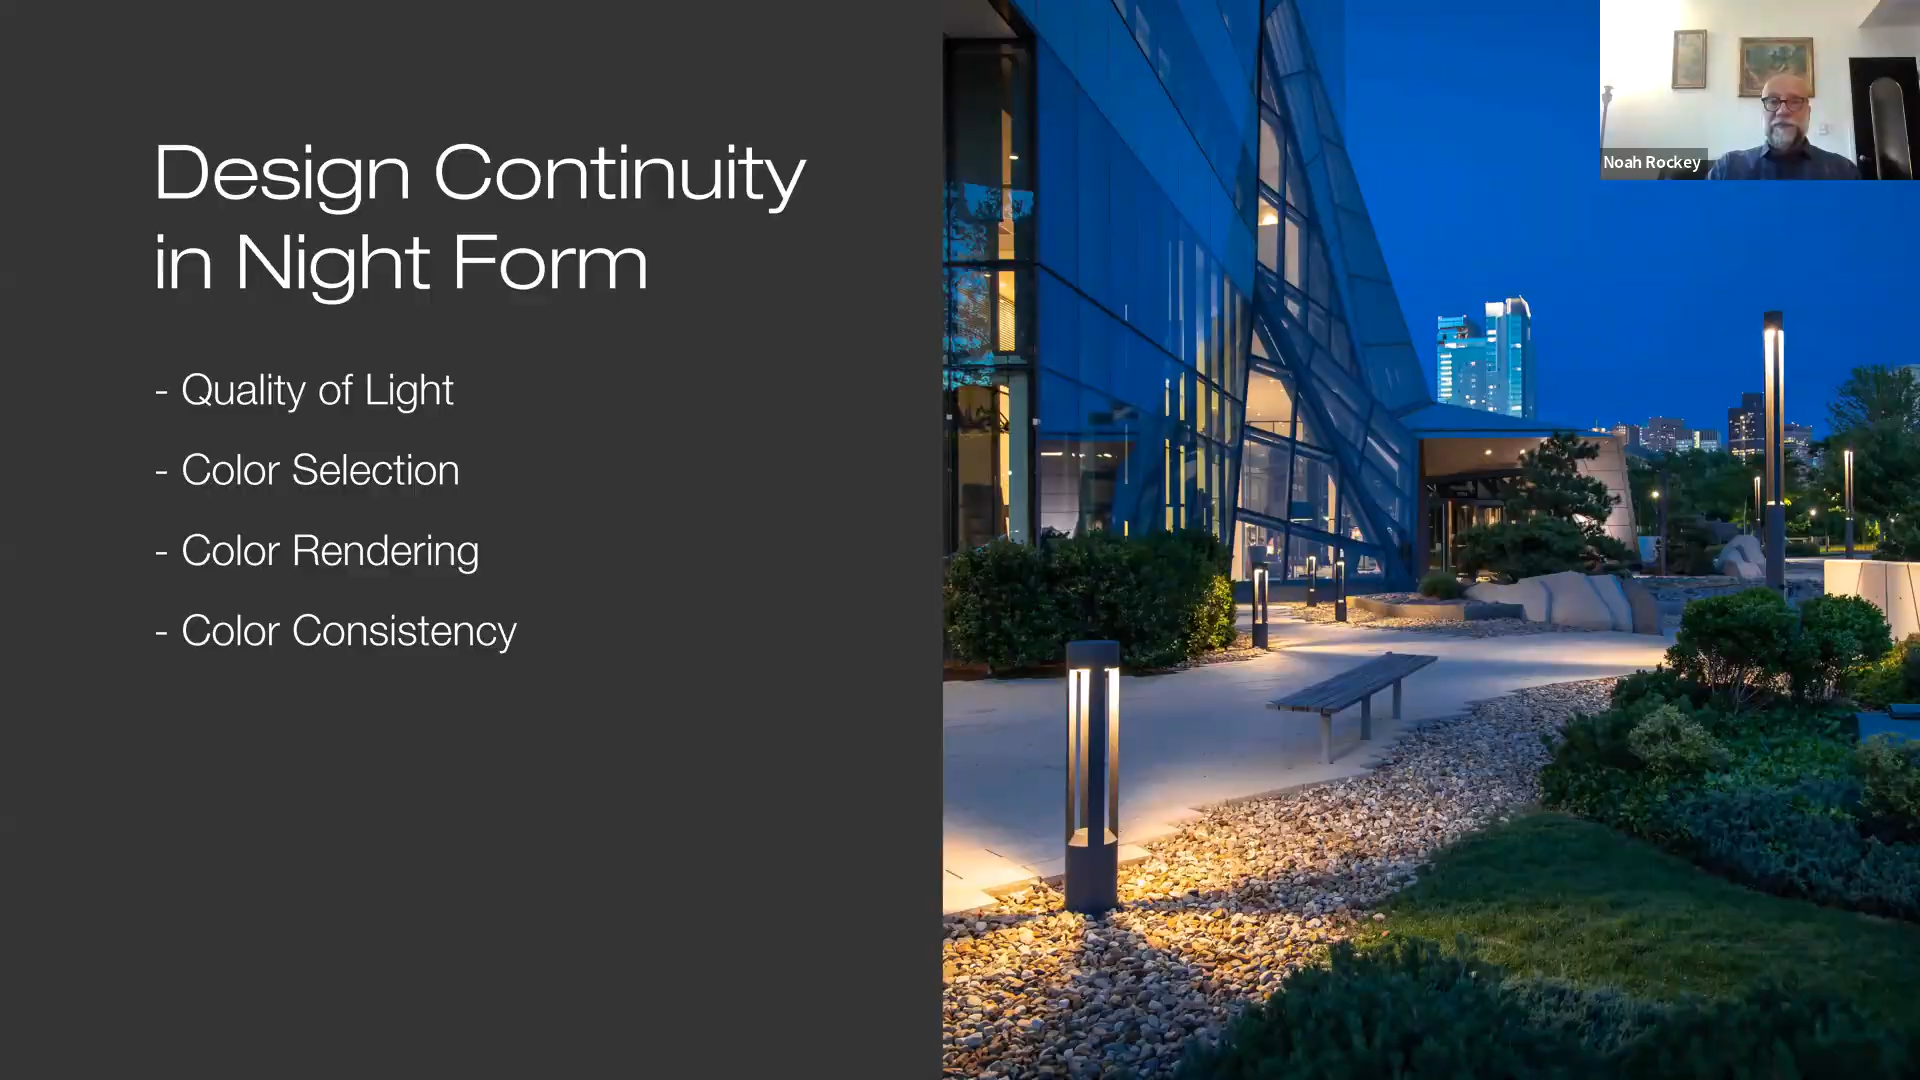 Design Continuity
in Night Form
- Quality of Light
- Color Selection
- Color Rendering
- Color Consistency
Noah Rockey